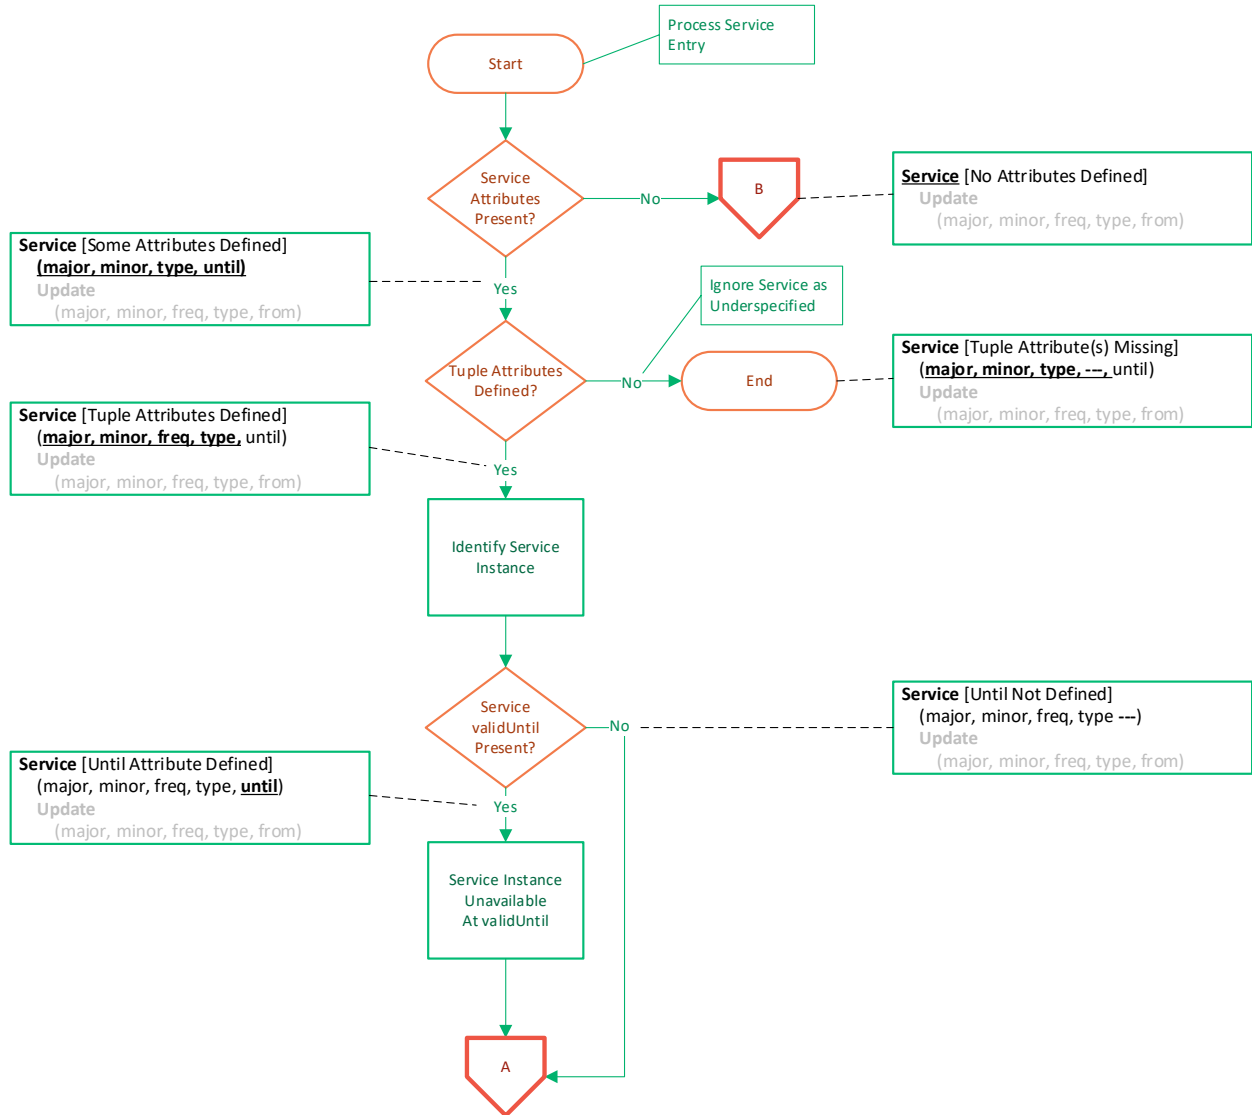 Process Service
Entry
Start
Service
Attributes
Present?
No
B
Service [No Attributes Defined]
Update
(major, minor, freq, type, from)
Service [Some Attributes Defined]
(major, minor, type, until)
Update
(major, minor, freq, type, from)
Yes
Ignore Service as
Underspecified
Tuple Attributes
Defined?
No
End
Service [Tuple Attribute(s) Missing]
(major, minor, type, ---, until)
Update
(major, minor, freq, type, from)
Service [Tuple Attributes Defined]
(major, minor, freq, type, until)
Update
(major, minor, freq, type, from)
Yes
Identify Service
Instance
Service
validUntil
Present?
No
Service [Until Not Defined]
(major, minor, freq, type ---)
Update
(major, minor, freq, type, from)
Service [Until Attribute Defined]
(major, minor, freq, type, until)
Update
(major, minor, freq, type, from)
Yes
Service Instance
Unavailable
At validUntil
A